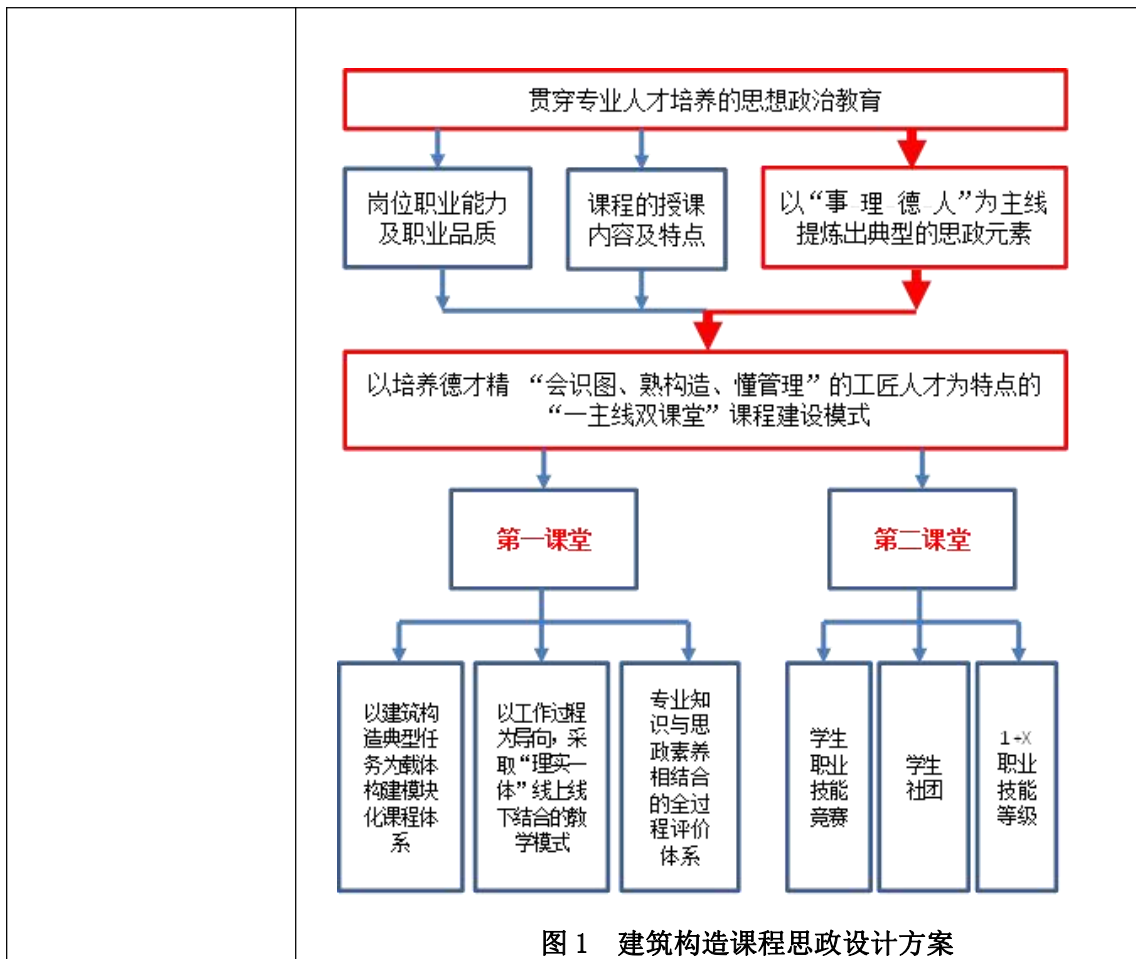 贯穿专业人才培养的思想政治教育
岗位职业能力
及职业品质
课程的授课
内容及特点
以“事-理-德-人”为主线
提炼出典型的思政元素
以培养德才精 “会识图、熟构造、懂管理”的工匠人才为特点的
“一主线双课堂”课程建设模式
第一课堂
第二课堂
以建筑构
造典型任
务为载体
构建模块
化课程体
系
以工作过程
为导向，采
取“理实一
体”线上线
下结合的教
学模式
专业知
识与思
政素养
相结合
的全过
程评价
体系
学生
职业
技能
竞赛
学生
社团
1+X
职业
技能
等级
图 1 建筑构造课程思政设计方案